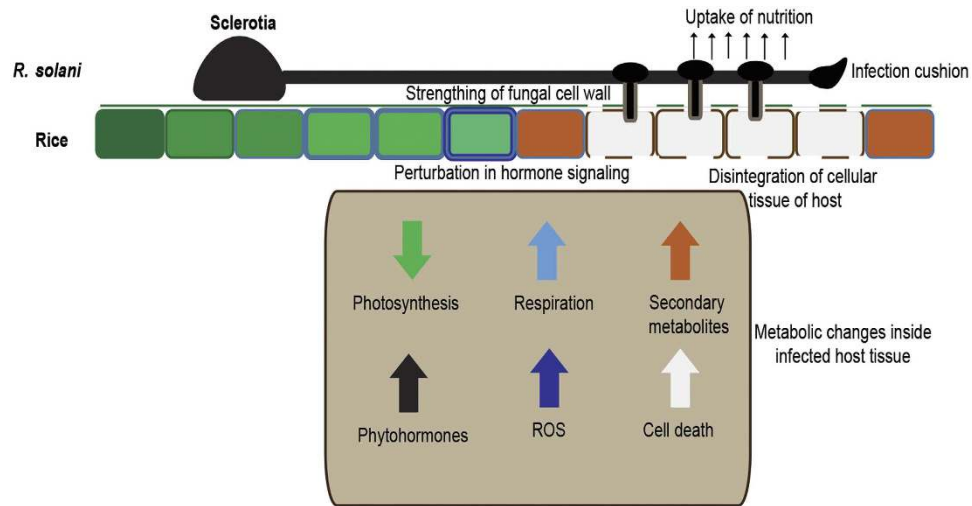 Sclerotia
Uptake of nutrition
R. solani
Infection cushion
Strengthing of fungal cell wall
Rice
Perturbation in hormone signaling
Disintegration of cellular
tissue of host
Photosynthesis
Respiration
Secondary
metabolites
Metabolic changes inside
infected host tissue
Phytohormones
ROS
Cell death